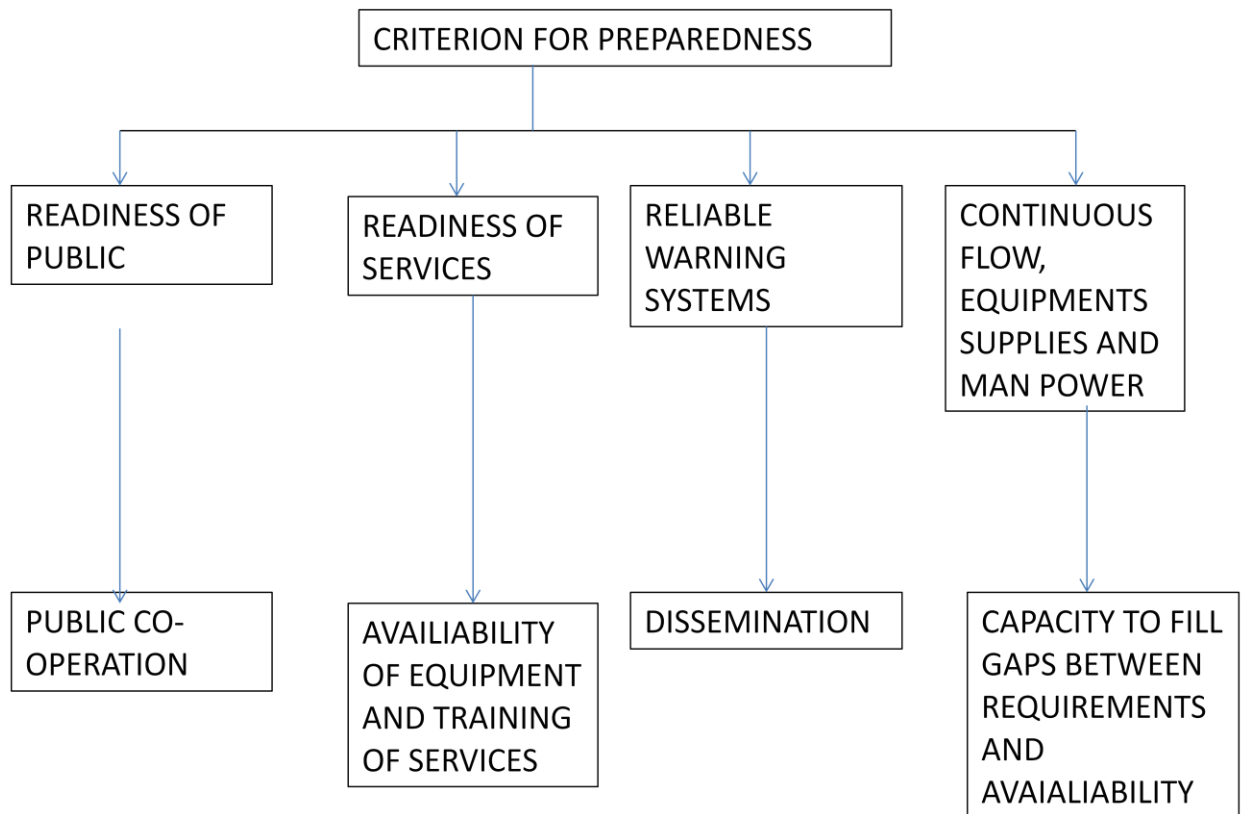 CRITERION FOR PREPAREDNESS
READINESS OF
PUBLIC
READINESS OF
SERVICES
RELIABLE
WARNING
SYSTEMS
CONTINUOUS
FLOW,
EQUIPMENTS
SUPPLIES AND
MAN POWER
PUBLIC CO-
OPERATION
AVAILIABILITY
OF EQUIPMENT
AND TRAINING
OF SERVICES
DISSEMINATION
CAPACITY TO FILL
GAPS BETWEEN
REQUIREMENTS
AND
AVAIALIABILITY